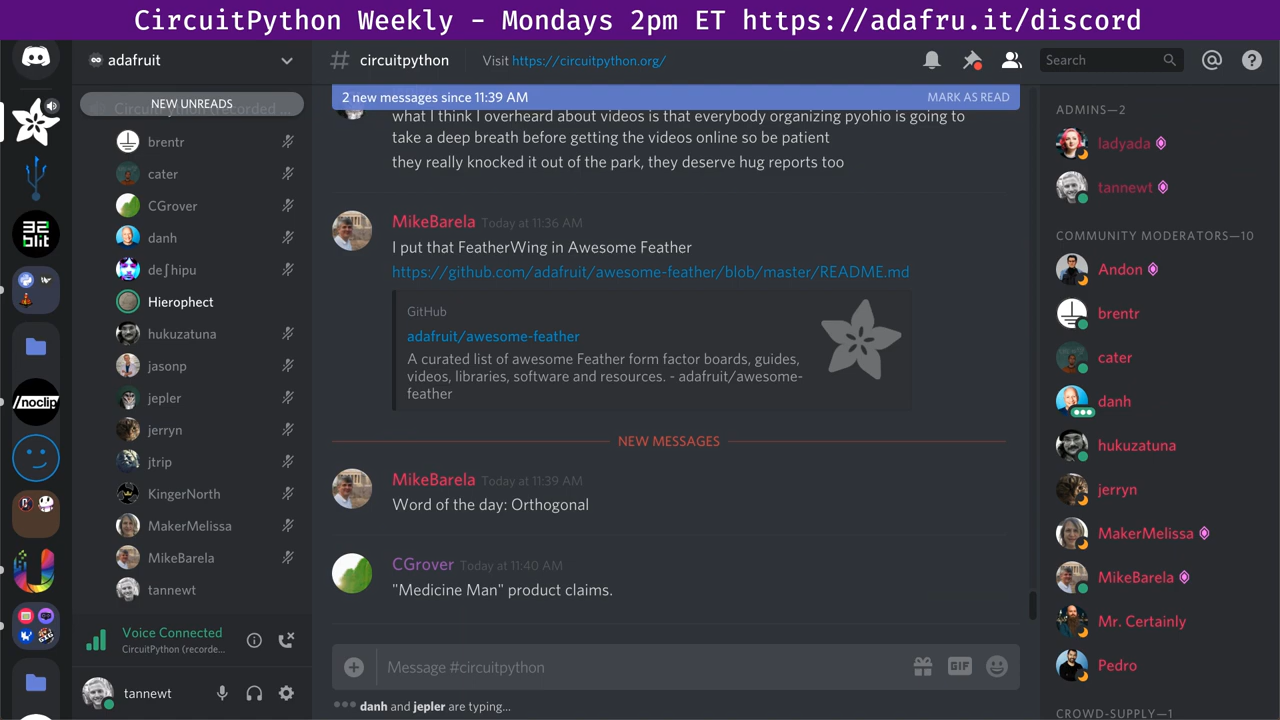 CircuitPython Weekly - Mondays 2pm ET https://adafru.it/discord
adafruit
CircuitPython (recorded ...
NEW UNREADS
brentr
cater
CGrover
danh
de∫hipu
Hierophect
hukuzatuna
jasonp
jepler
jerryn
jtrip
KingerNorth
MakerMelissa
MikeBarela
tannewt
Voice Connected
CircuitPython (recorde...
tannewt
32
blit
/noclip
# circuitpython
Visit https://circuitpython.org/
Search
2 new messages since 11:39 AM
MARK AS READ
what I think I overheard about videos is that everybody organizing pyohio is going to
take a deep breath before getting the videos online so be patient
they really knocked it out of the park, they deserve hug reports too
MikeBarela Today at 11:36 AM
I put that FeatherWing in Awesome Feather
https://github.com/adafruit/awesome-feather/blob/master/README.md
GitHub
adafruit/awesome-feather
A curated list of awesome Feather form factor boards, guides,
videos, libraries, software and resources. - adafruit/awesome-
feather
NEW MESSAGES
MikeBarela Today at 11:39 AM
Word of the day: Orthogonal
CGrover Today at 11:40 AM
"Medicine Man" product claims.
Message #circuitpython
GIF
danh and jepler are typing...
ADMINS—2
ladyada
tannewt
COMMUNITY MODERATORS—10
Andon
brentr
cater
danh
hukuzatuna
jerryn
MakerMelissa
MikeBarela
Mr. Certainly
Pedro
CROWD-SUPPLY—1